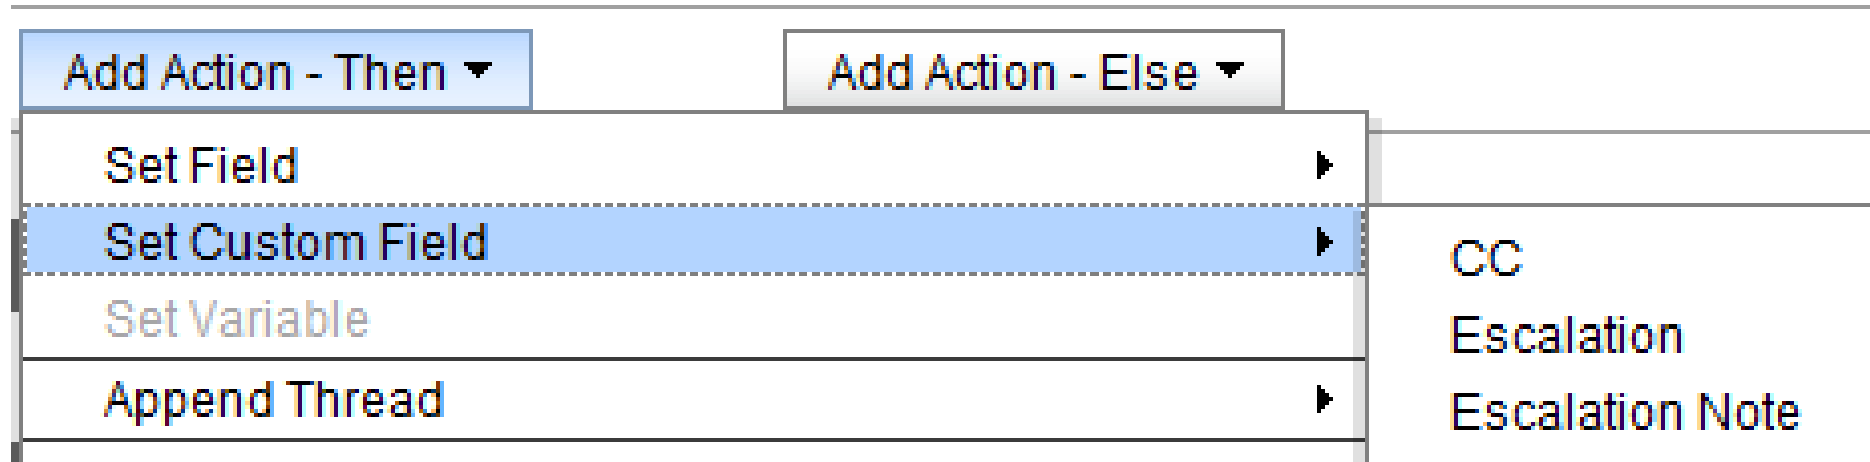 Add Action - Then Add Action - Else
Set Field
Set Custom Field
CC
Set Variable
Escalation
Append Thread
Escalation Note